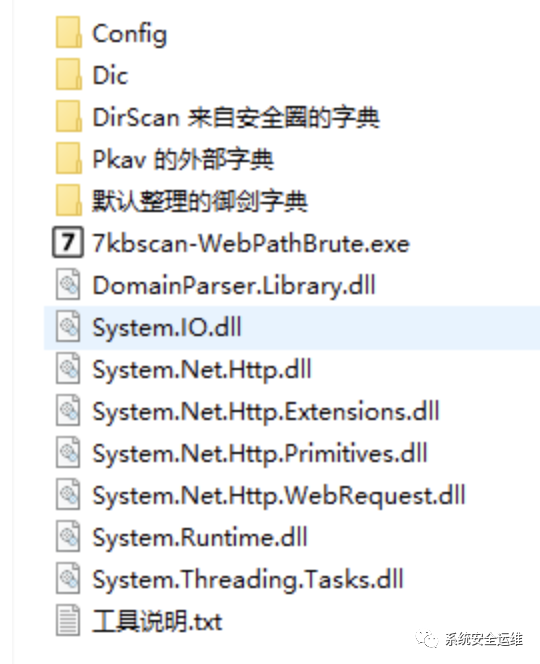 Config
Dic
DirScan 来自安全圈的字典
Pkav 的外部字典
默认整理的御剑字典
7 7kbscan-WebPathBrute.exe
DomainParser.Library.dll
System.IO.dll
System.Net.Http.dll
System.Net.Http.Extensions.dll
System.Net.Http.Primitives.dll
System.Net.Http.WebRequest.dll
System.Runtime.dll
System.Threading.Tasks.dll
工具说明.txt
系统安全运维